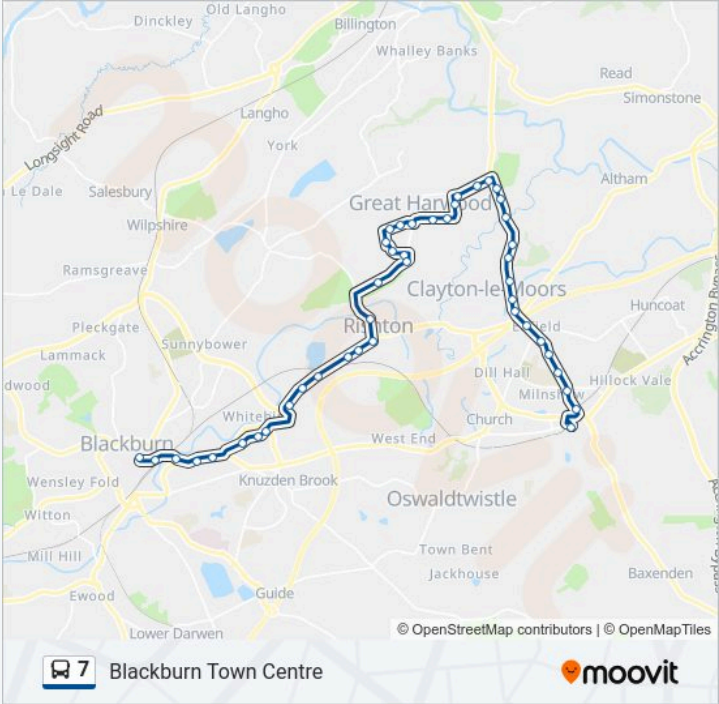 Old Langho
Dinckley
Billington
Whalley Banks
Read
Simonstone
Longsight Road
Langho
York
Altham
Le Dale
Salesbury
Great Harwood
Wilpshire
Ramsgreave
Clayton-le-Moors
Huncoat
Accrington Bypass
Pleckgate
Rishton
Enfield
Sunnybower
Lammack
Dill Hall
Hillock Vale
Milnshaw
Church
Blackburn
West End
Wensley Fold
Knuzden Brook
Oswaldtwistle
Witton
Mill Hill
Town Bent
Jackhouse
Baxenden
Ewood
Guide
Lower Darwen
© OpenStreetMap contributors | © OpenMapTiles
7 Blackburn Town Centre
moovit